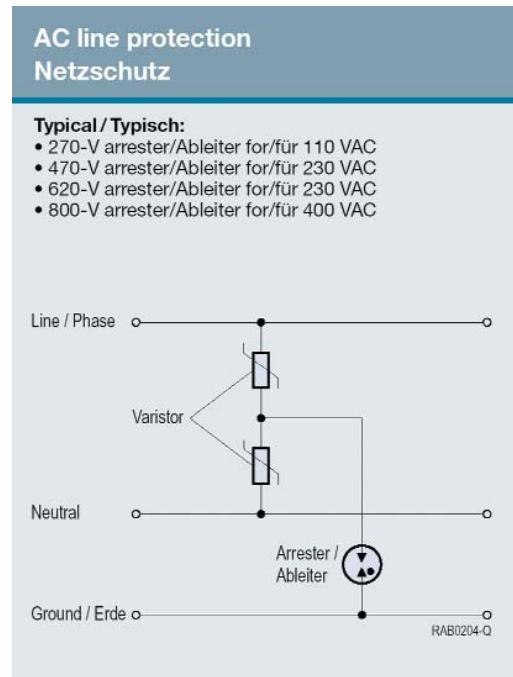 AC line protection
Netzschutz
Typical / Typisch:
• 270-V arrester/Ableiter for/für 110 VAC
• 470-V arrester/Ableiter for/für 230 VAC
• 620-V arrester/Ableiter for/für 230 VAC
• 800-V arrester/Ableiter for/für 400 VAC
Line / Phase
Varistor
Neutral
Arrester /
Ableiter
Ground / Erde
RAB0204-Q